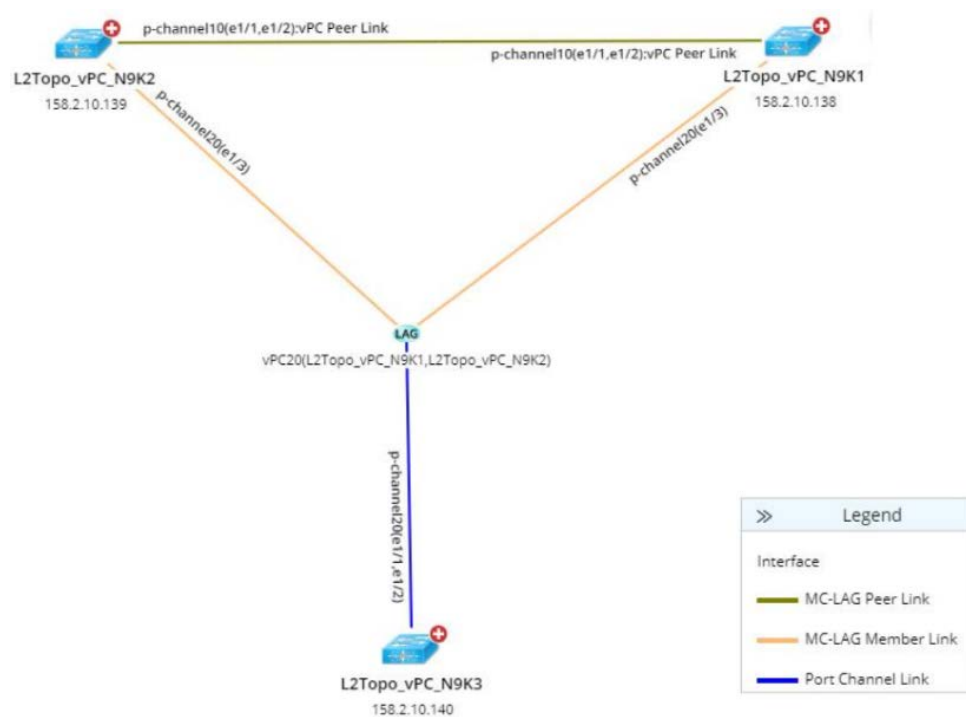 p-channel10(e1/1,e1/2):vPC Peer Link
p-channel10(e1/1,e1/2):vPC Peer Link
L2Topo_vPC_N9K2
158.2.10.139
L2Topo_vPC_N9K1
158.2.10.138
p-channel20(e1/3)
p-channel20(e1/3)
LAG
vPC20(L2Topo_vPC_N9K1,L2Topo_vPC_N9K2)
p-channel20(e1/1,e1/2)
L2Topo_vPC_N9K3
158.2.10.140
Legend
Interface
MC-LAG Peer Link
MC-LAG Member Link
Port Channel Link